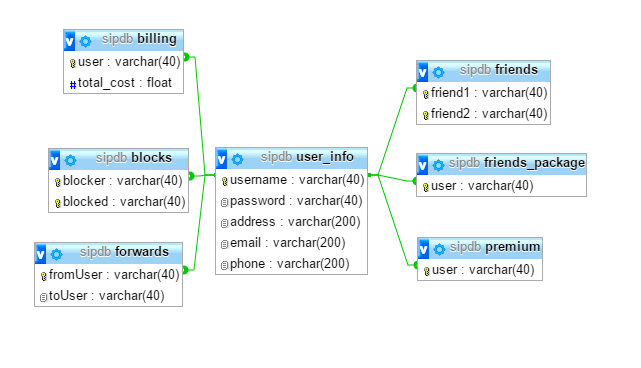 v sipdb billing
user : varchar(40)
# total_cost : float
v sipdb blocks
blocker : varchar(40)
blocked : varchar(40)
v sipdb forwards
fromUser : varchar(40)
toUser : varchar(40)
v sipdb user_info
username : varchar(40)
password : varchar(40)
address : varchar(200)
email : varchar(200)
phone : varchar(200)
v sipdb friends
friend1 : varchar(40)
friend2 : varchar(40)
v sipdb friends_package
user : varchar(40)
v sipdb premium
user : varchar(40)